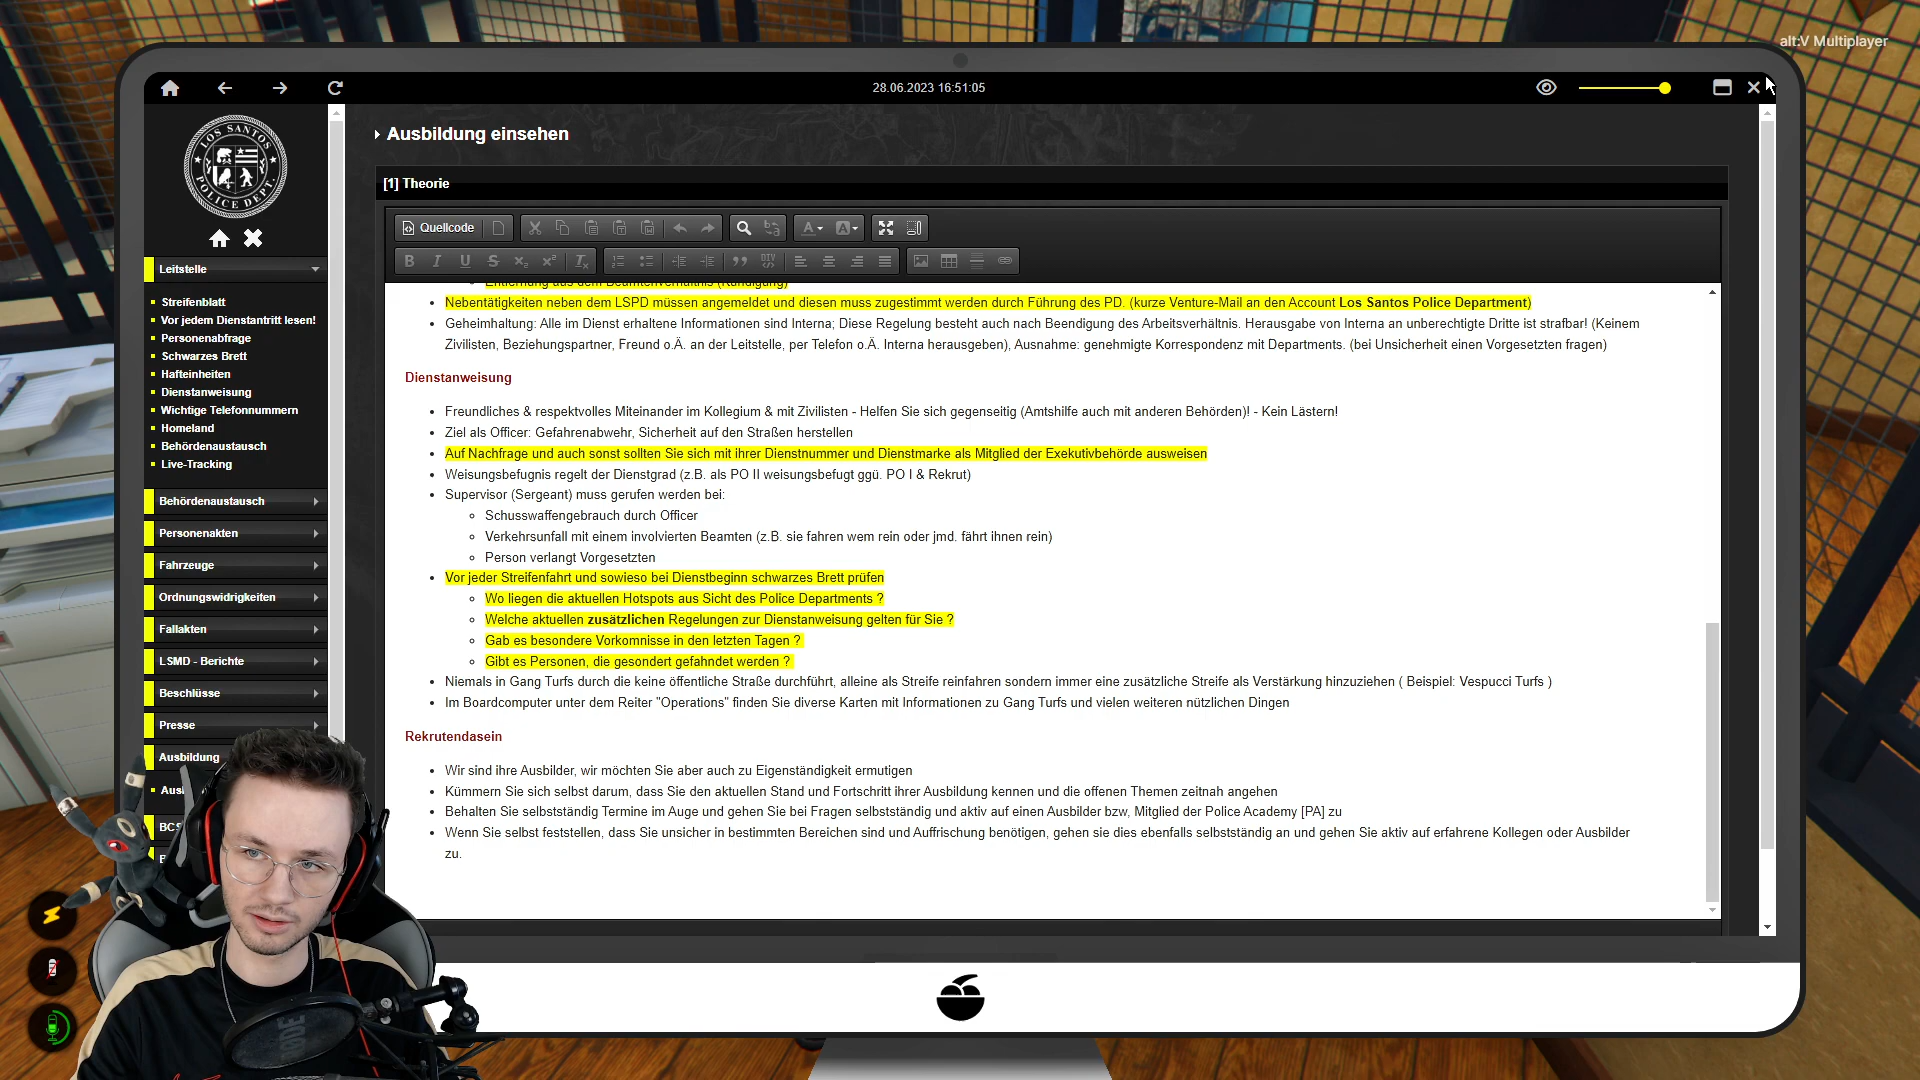 alt:V Multiplayer
28.06.2023 16:51:05
LOS SANTOS
POLICE DEPT.
Ausbildung einsehen
[1] Theorie
Quellcode
Leitstelle
Streifenblatt
Vor jedem Dienstantritt lesen!
Personenabfrage
Schwarzes Brett
Hafteinheiten
Dienstanweisung
Wichtige Telefonnummern
Homeland
Behördenaustausch
Live-Tracking
Behördenaustausch
Personenakten
Fahrzeuge
Ordnungswidrigkeiten
Fallakten
LSMD - Berichte
Beschlüsse
Presse
Ausbildung
Entfernung aus dem Beamtenverhältnis (Kündigung)
Nebentätigkeiten neben dem LSPD müssen angemeldet und diesen muss zugestimmt werden durch Führung des PD. (kurze Venture-Mail an den Account Los Santos Police Department)
Geheimhaltung: Alle im Dienst erhaltene Informationen sind Interna; Diese Regelung besteht auch nach Beendigung des Arbeitsverhältnis. Herausgabe von Interna an unberechtigte Dritte ist strafbar! (Keinem
Zivilisten, Beziehungspartner, Freund o.Ä. an der Leitstelle, per Telefon o.Ä. Interna herausgeben), Ausnahme: genehmigte Korrespondenz mit Departments. (bei Unsicherheit einen Vorgesetzten fragen)
Dienstanweisung
Freundliches & respektvolles Miteinander im Kollegium & mit Zivilisten - Helfen Sie sich gegenseitig (Amtshilfe auch mit anderen Behörden)! - Kein Lästern!
Ziel als Officer: Gefahrenabwehr, Sicherheit auf den Straßen herstellen
Auf Nachfrage und auch sonst sollten Sie sich mit ihrer Dienstnummer und Dienstmarke als Mitglied der Exekutivbehörde ausweisen
Weisungsbefugnis regelt der Dienstgrad (z.B. als PO II weisungsbefugt ggü. PO I & Rekrut)
Supervisor (Sergeant) muss gerufen werden bei:
Schusswaffengebrauch durch Officer
Verkehrsunfall mit einem involvierten Beamten (z.B. sie fahren wem rein oder jmd. fährt ihnen rein)
Person verlangt Vorgesetzten
Vor jeder Streifenfahrt und sowieso bei Dienstbeginn schwarzes Brett prüfen
Wo liegen die aktuellen Hotspots aus Sicht des Police Departments ?
Welche aktuellen zusätzlichen Regelungen zur Dienstanweisung gelten für Sie ?
Gab es besondere Vorkomnisse in den letzten Tagen ?
Gibt es Personen, die gesondert gefahndet werden ?
Niemals in Gang Turfs durch die keine öffentliche Straße durchführt, alleine als Streife reinfahren sondern immer eine zusätzliche Streife als Verstärkung hinzuziehen ( Beispiel: Vespucci Turfs )
Im Boardcomputer unter dem Reiter "Operations" finden Sie diverse Karten mit Informationen zu Gang Turfs und vielen weiteren nützlichen Dingen
Rekrutendasein
Wir sind ihre Ausbilder, wir möchten Sie aber auch zu Eigenständigkeit ermutigen
Kümmern Sie sich selbst darum, dass Sie den aktuellen Stand und Fortschritt ihrer Ausbildung kennen und die offenen Themen zeitnah angehen
Behalten Sie selbstständig Termine im Auge und gehen Sie bei Fragen selbstständig und aktiv auf einen Ausbilder bzw, Mitglied der Police Academy [PA] zu
Wenn Sie selbst feststellen, dass Sie unsicher in bestimmten Bereichen sind und Auffrischung benötigen, gehen sie dies ebenfalls selbstständig an und gehen Sie aktiv auf erfahrene Kollegen oder Ausbilder
zu.